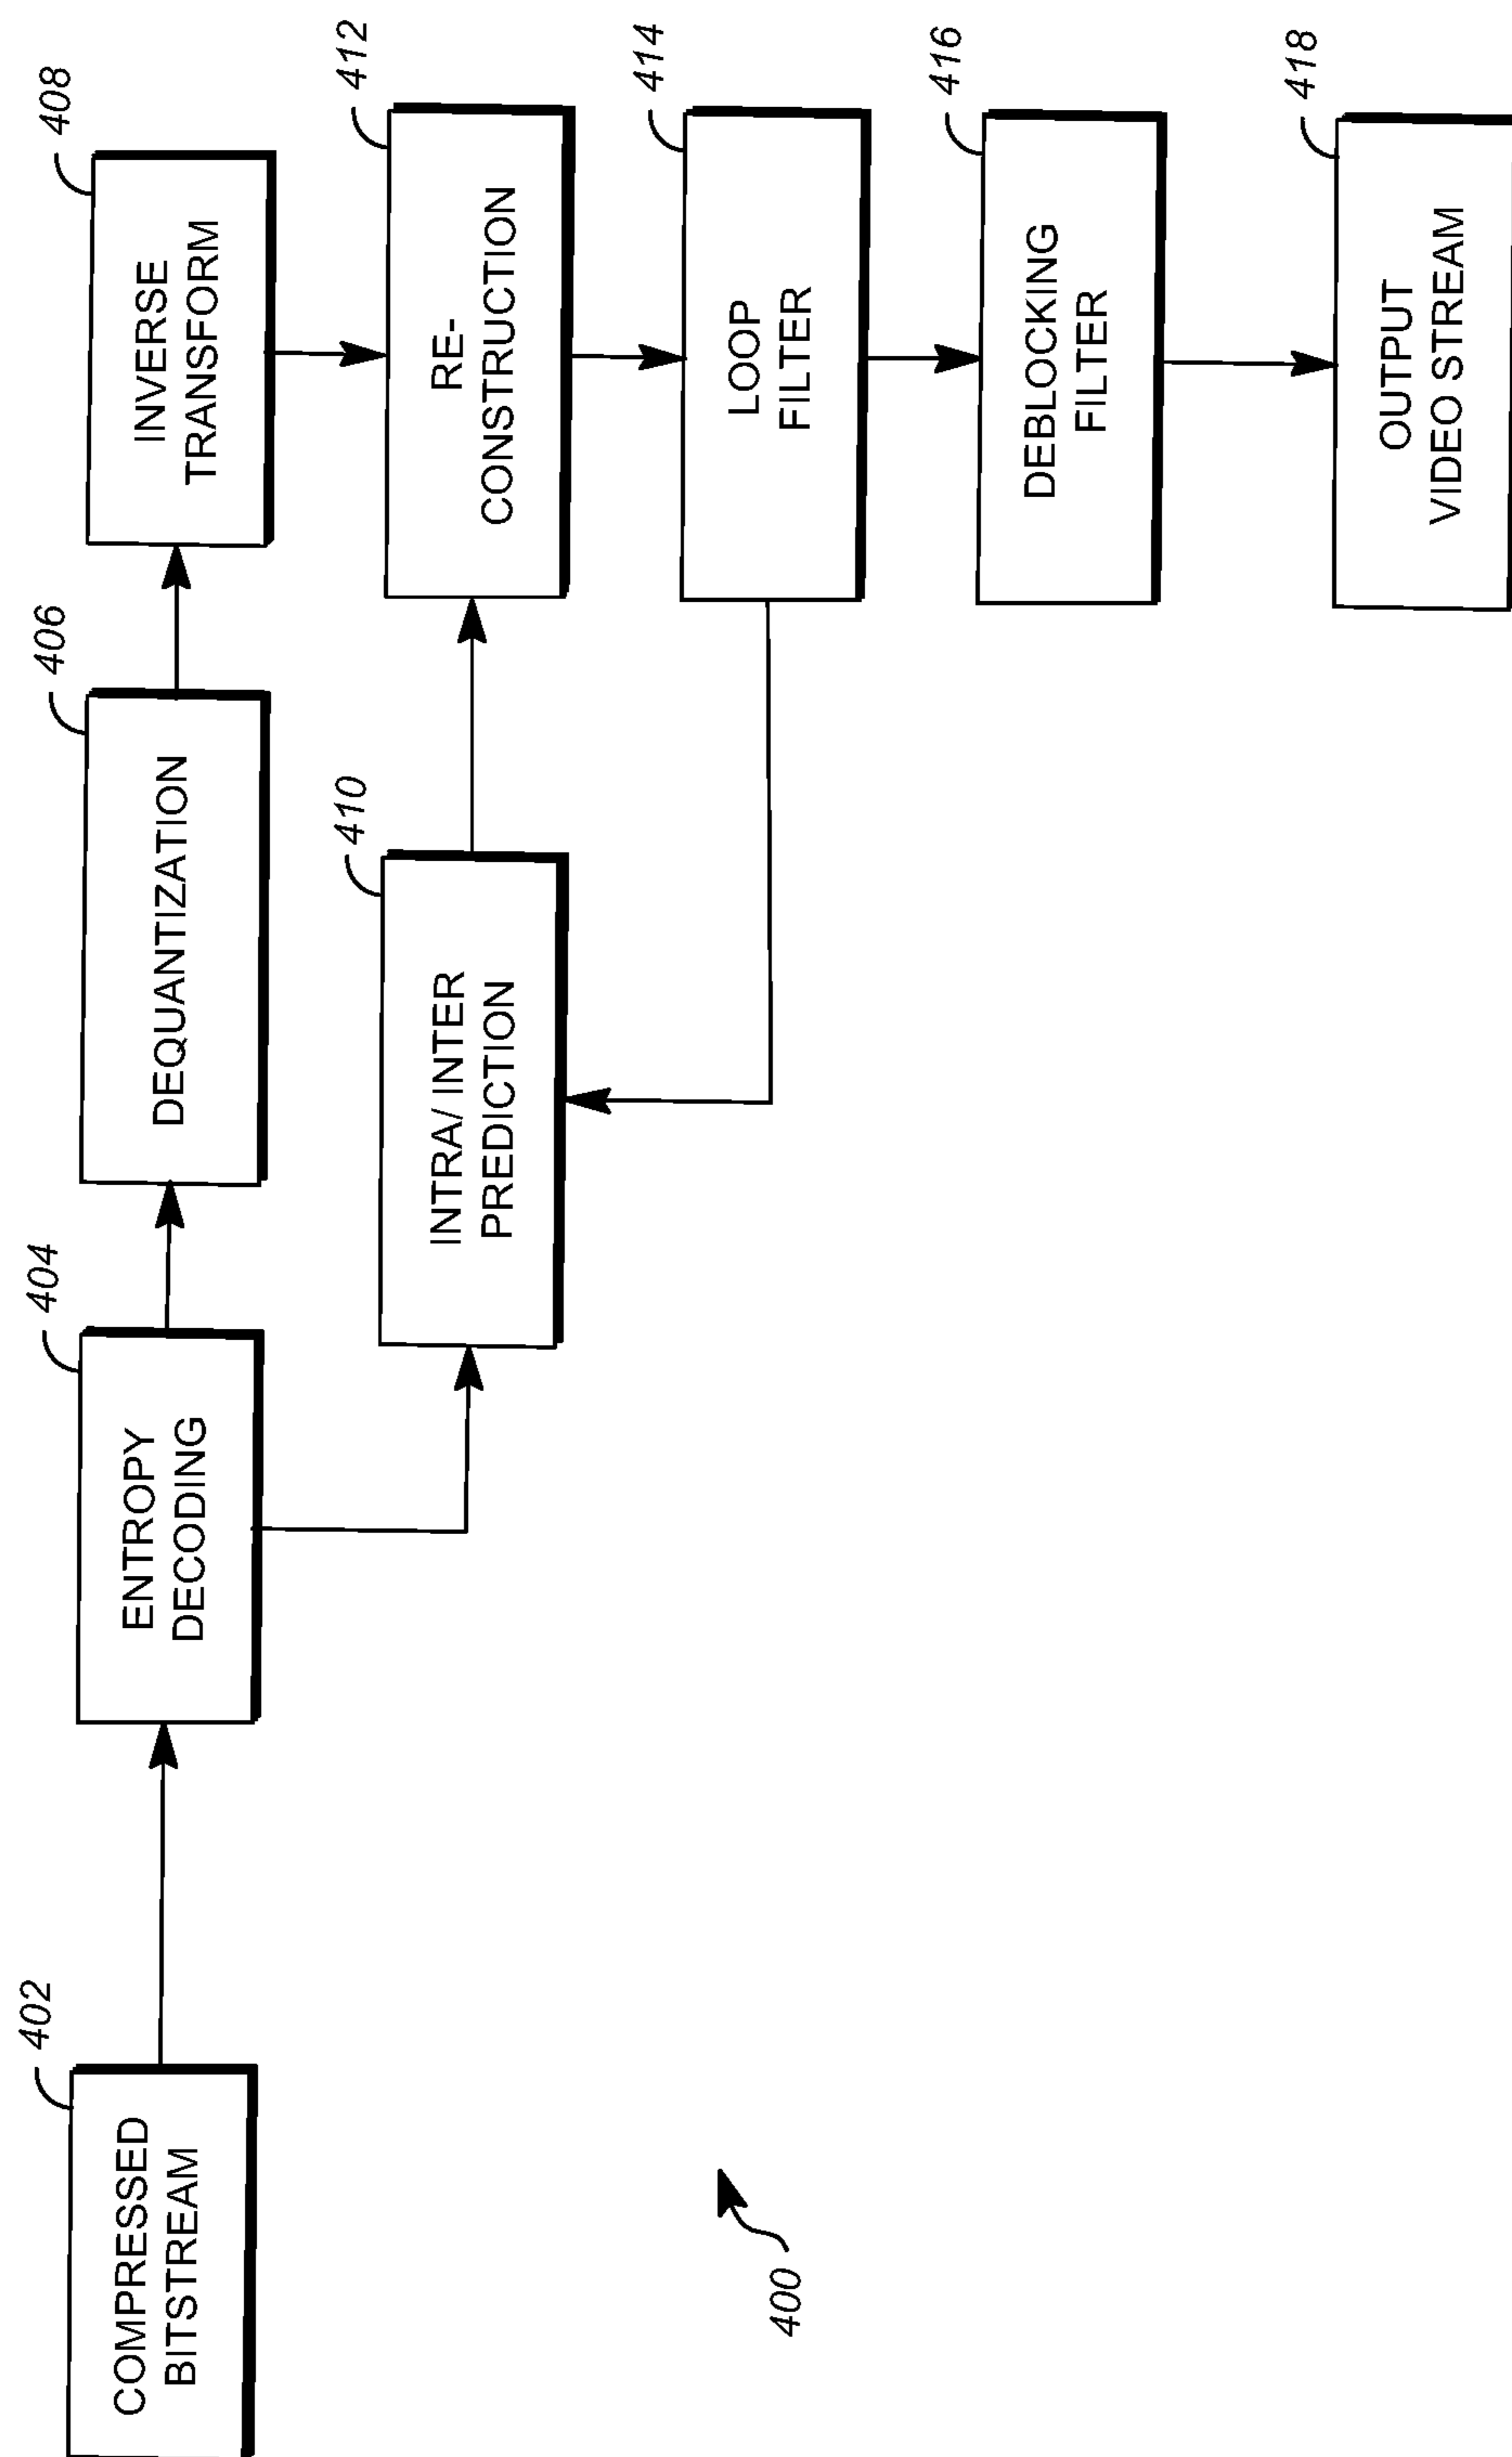 402
COMPRESSED
BITSTREAM
404
ENTROPY
DECODING
406
DEQUANTIZATION
408
INVERSE
TRANSFORM
410
INTRA/ INTER
PREDICTION
412
RE-
CONSTRUCTION
414
LOOP
FILTER
416
DEBLOCKING
FILTER
418
OUTPUT
VIDEO STREAM
400